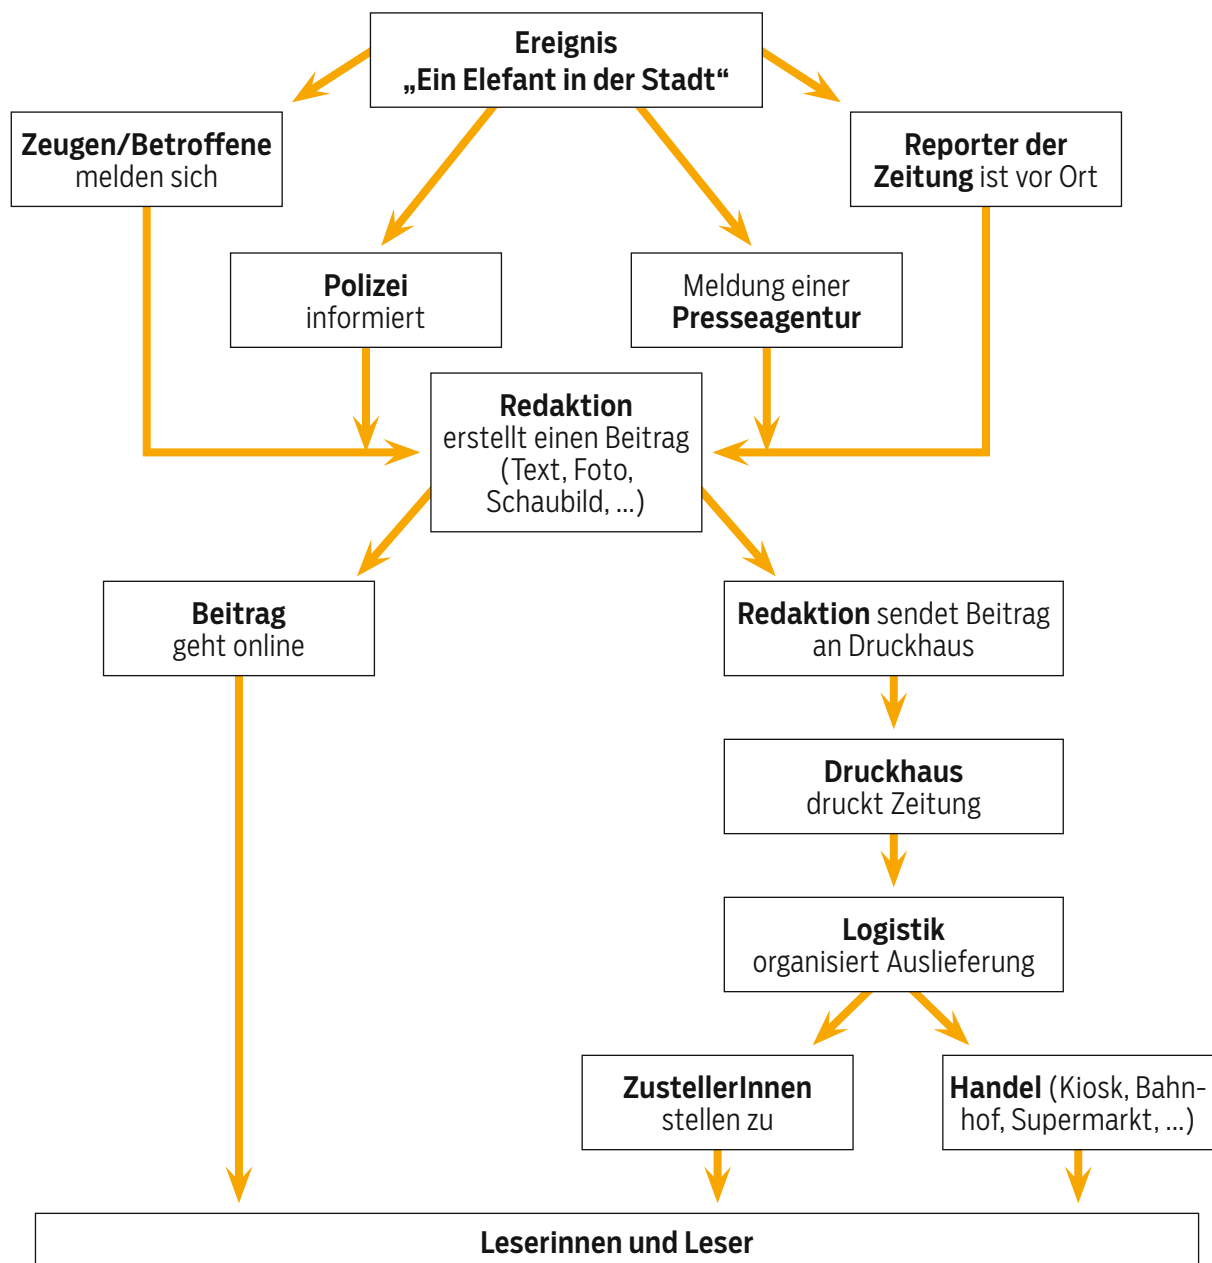 Ereignis
„Ein Elefant in der Stadt“
Zeugen/Betroffene
melden sich
Reporter der
Zeitung ist vor Ort
Polizei
informiert
Meldung einer
Presseagentur
Redaktion
erstellt einen Beitrag
(Text, Foto,
Schaubild, ...)
Beitrag
geht online
Redaktion sendet Beitrag
an Druckhaus
Druckhaus
druckt Zeitung
Logistik
organisiert Auslieferung
ZustellerInnen
stellen zu
Handel (Kiosk, Bahn-
hof, Supermarkt, ...)
Leserinnen und Leser